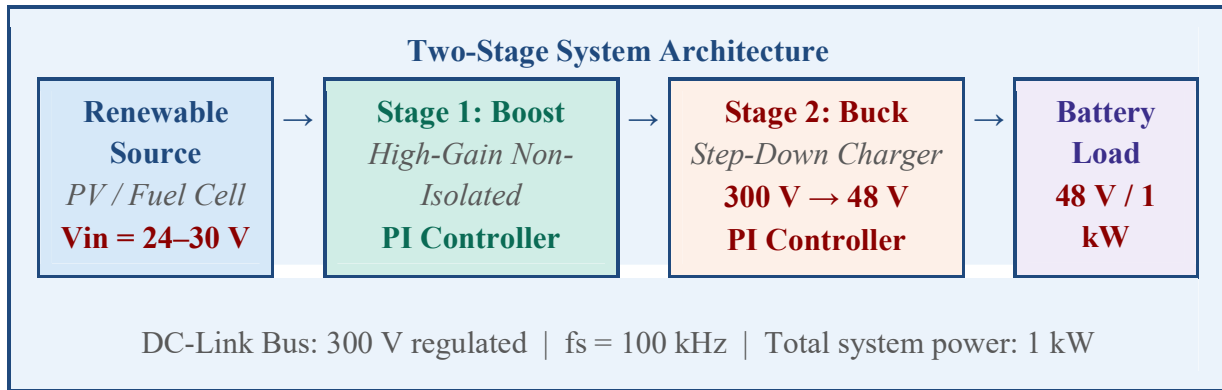 Two-Stage System Architecture
Renewable
Source
PV / Fuel Cell
Vin = 24–30 V
→
Stage 1: Boost
High-Gain Non-
Isolated
PI Controller
→
Stage 2: Buck
Step-Down Charger
300 V → 48 V
PI Controller
→
Battery
Load
48 V / 1
kW
DC-Link Bus: 300 V regulated | fs = 100 kHz | Total system power: 1 kW